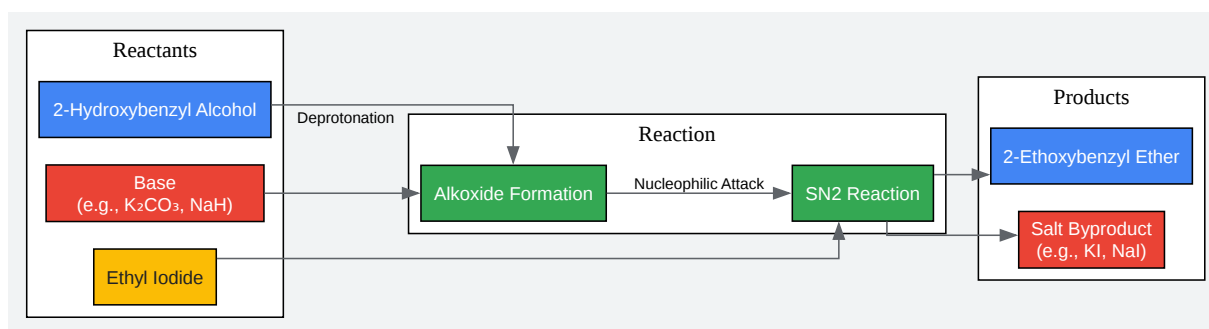 Reactants
2-Hydroxybenzyl Alcohol
Deprotonation
Base
(e.g., K₂CO₃, NaH)
Ethyl Iodide
Reaction
Alkoxide Formation
Nucleophilic Attack
SN2 Reaction
Products
2-Ethoxybenzyl Ether
Salt Byproduct
(e.g., KI, NaI)